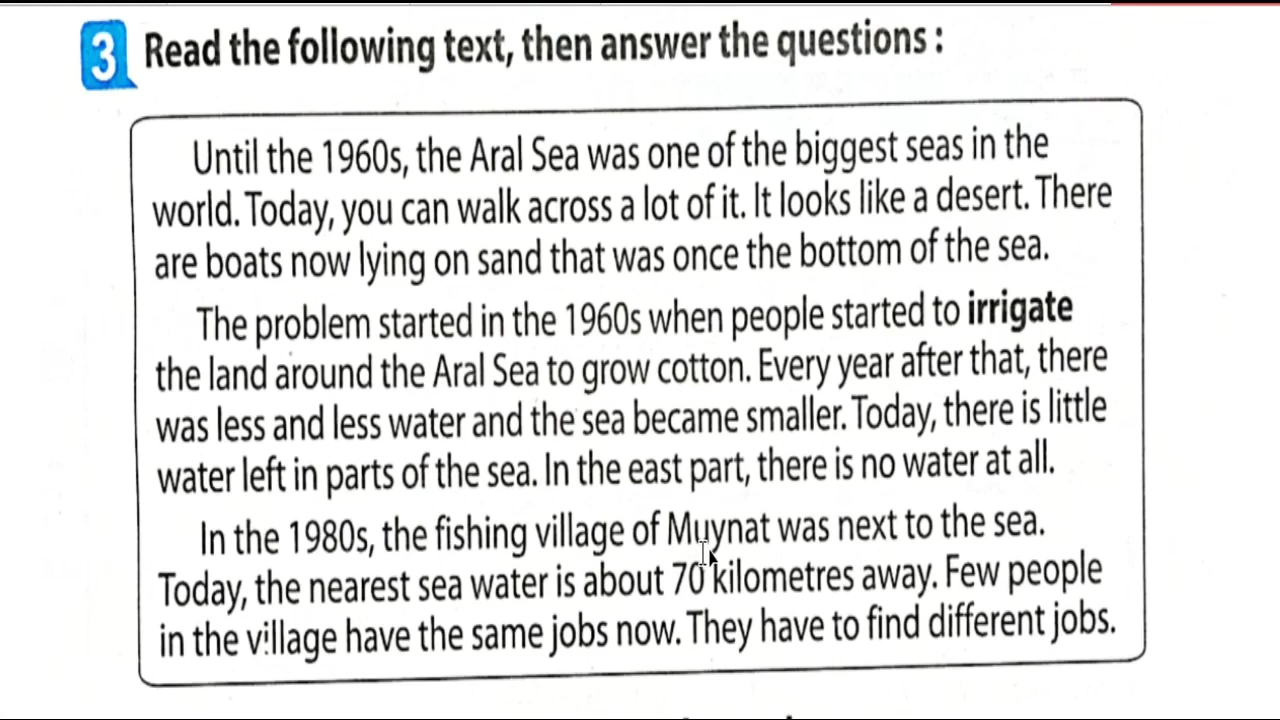 3 Read the following text, then answer the questions :
Until the 1960s, the Aral Sea was one of the biggest seas in the
world. Today, you can walk across a lot of it. It looks like a desert. There
are boats now lying on sand that was once the bottom of the sea.
The problem started in the 1960s when people started to irrigate
the land around the Aral Sea to grow cotton. Every year after that, there
was less and less water and the sea became smaller. Today, there is little
water left in parts of the sea. In the east part, there is no water at all.
In the 1980s, the fishing village of Muynat was next to the sea.
Today, the nearest sea water is about 70 kilometres away. Few people
in the village have the same jobs now. They have to find different jobs.